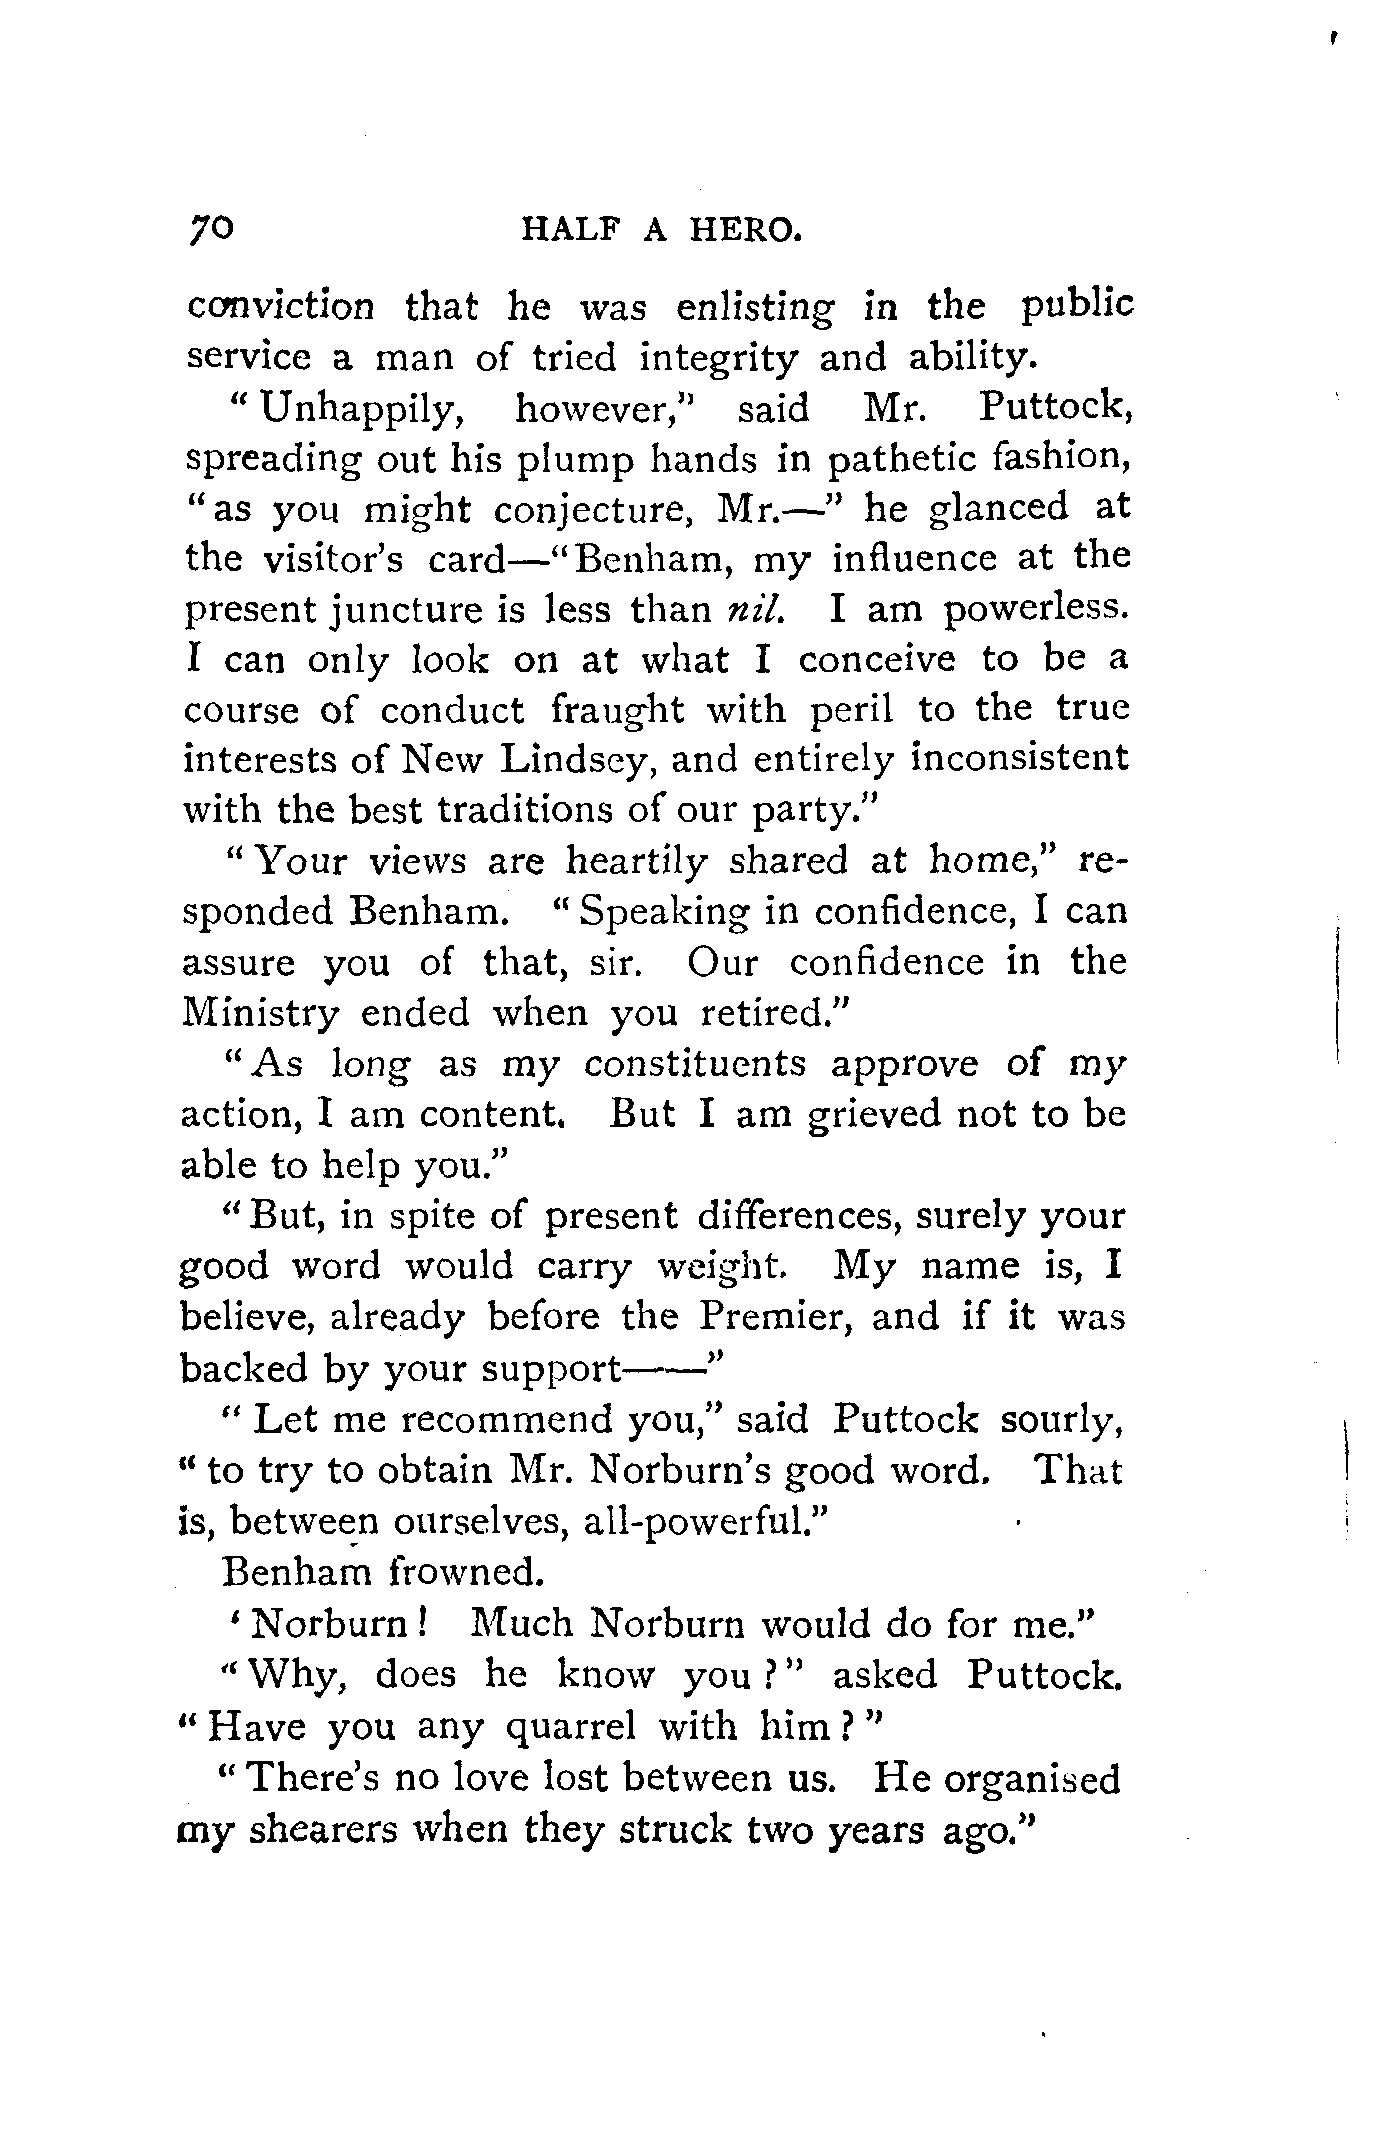 70 HALF A HERO.
conviction that he was enlisting in the public
service a man of tried integrity and ability.
" Unhappily, however," said Mr. Puttock,
spreading out his plump hands in pathetic fashion,
" as you might conjecture, Mr.—" he glanced at
the visitor's card—" Benham, my influence at the
present juncture is less than nil. I am powerless.
I can only look on at what I conceive to be a
course of conduct fraught with peril to the true
interests of New Lindsey, and entirely inconsistent
with the best traditions of our party."
" Your views are heartily shared at home," re-
sponded Benham. " Speaking in confidence, I can
assure you of that, sir. Our confidence in the
Ministry ended when you retired."
" As long as my constituents approve of my
action, I am content. But I am grieved not to be
able to help you."
" But, in spite of present differences, surely your
good word would carry weight. My name is, I
believe, already before the Premier, and if it was
backed by your support——"
" Let me recommend you," said Puttock sourly,
" to try to obtain Mr. Norburn's good word. That
is, between ourselves, all-powerful."
Benham frowned.
' Norburn ! Much Norburn would do for me."
" Why, does he know you ? " asked Puttock.
" Have you any quarrel with him ? "
" There's no love lost between us. He organised
my shearers when they struck two years ago."